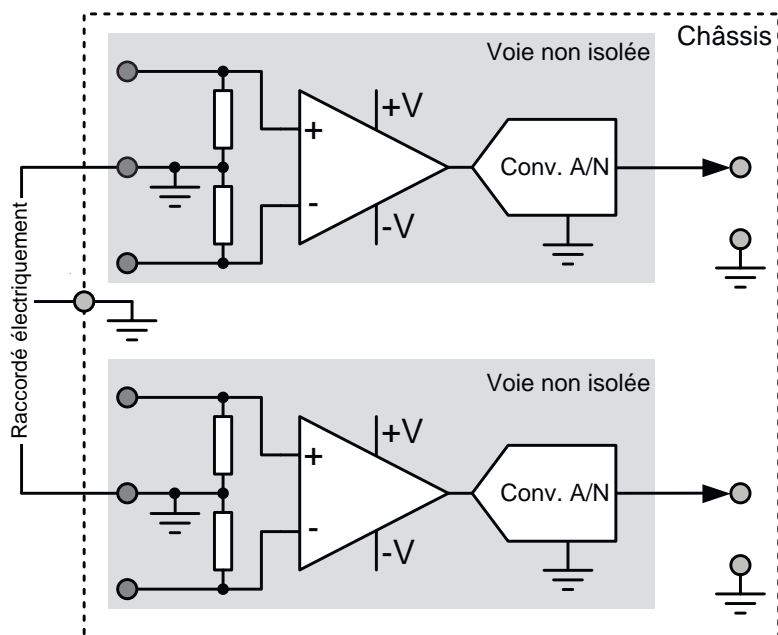 Châssis
Voie non isolée
+V
+
Conv. A/N
-
-V
Raccordé électriquement
Voie non isolée
+V
+
Conv. A/N
-
-V